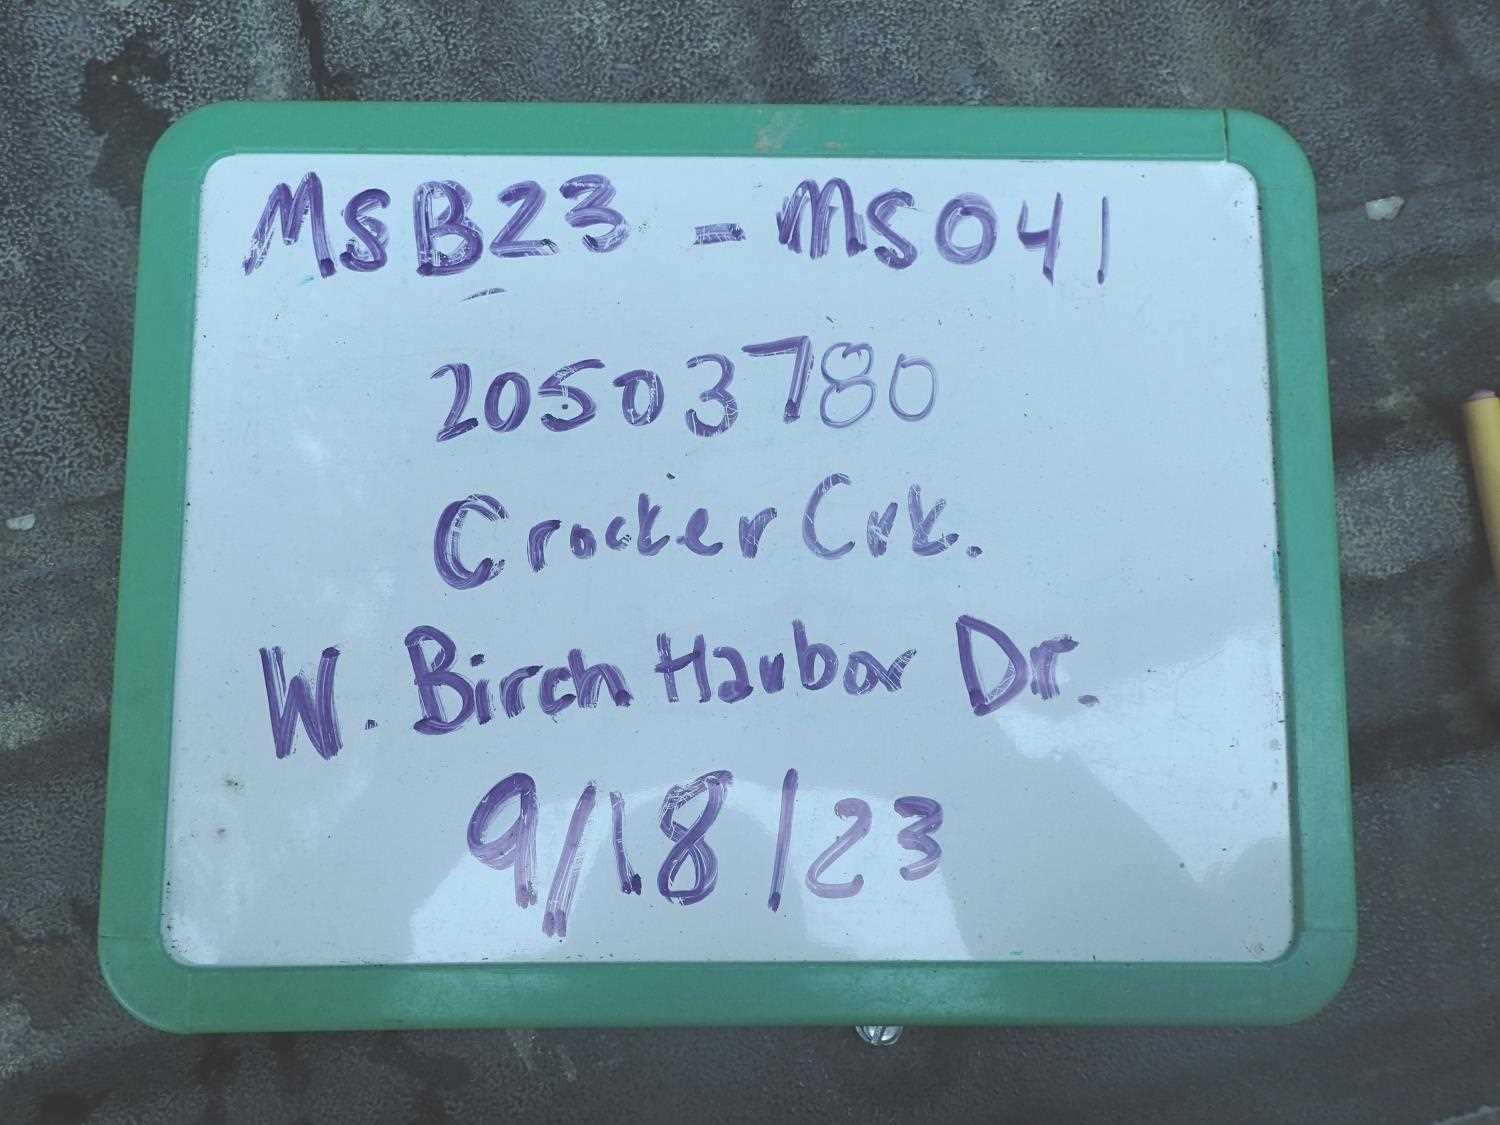 MSB23 - MS041
20503780
Crocker Crk.
W. Birch Harbor Dr.
9/18/23